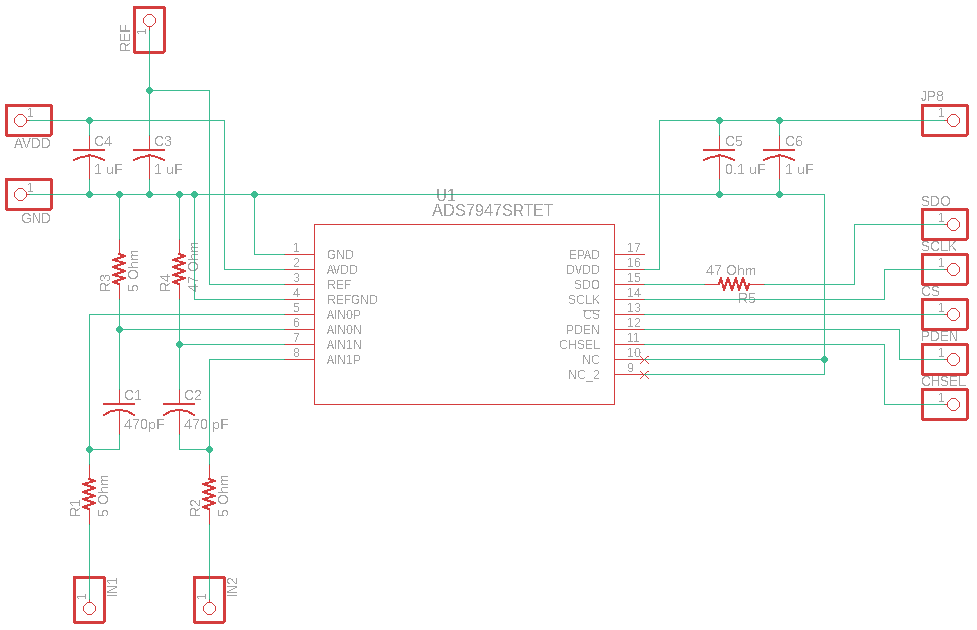 REF
1
1
AVDD
C4
1 uF
C3
1 uF
C5
0.1 uF
C6
1 uF
JP8
1
1
GND
U1
ADS7947SRTET
R3
5 Ohm
R4
47 Ohm
1 GND
2 AVDD
3 REF
4 REFGND
5 AIN0P
6 AIN0N
7 AIN1N
8 AIN1P
EPAD 17
DVDD 16
SDO 15
SCLK 14
CS 13
PDEN 12
CHSEL 11
NC 10
NC_2 9
47 Ohm
R5
SDO
1
SCLK
1
CS
1
PDEN
1
CHSEL
1
C1
470pF
C2
470 pF
R1
5 Ohm
R2
5 Ohm
1
IN1
1
IN2